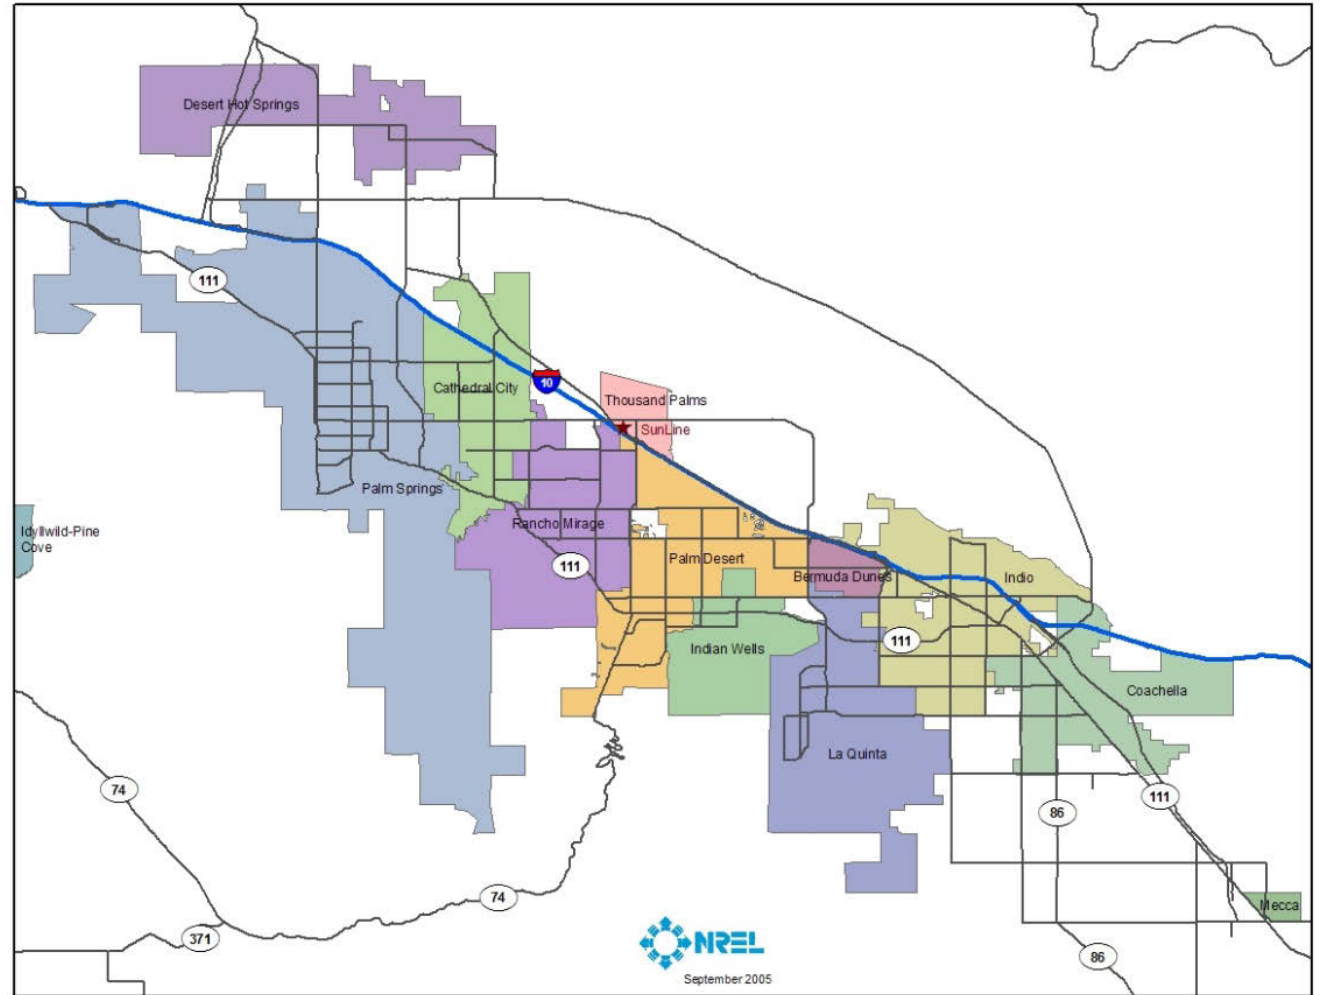 Desert Hot Springs
111
10
Cathedral City
Thousand Palms
SunLine
Palm Springs
Rancho Mirage
Idyllwild-Pine
Cove
111
Palm Desert
Bermuda Dunes
Indio
111
Indian Wells
Coachella
La Quinta
74
111
86
74
Mecca
371
NREL
86
September 2005